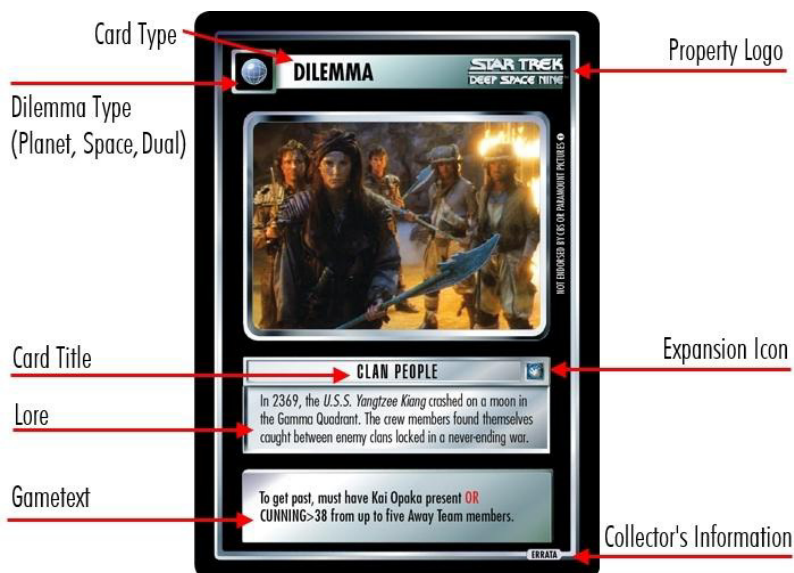 Card Type
Property Logo
DILEMMA
STAR TREK
DEEP SPACE NINE
Dilemma Type
(Planet, Space, Dual)
NOT ENDORSED BY CBS OR PARAMOUNT PICTURES
Card Title
CLAN PEOPLE
Expansion Icon
Lore
In 2369, the U.S.S. Yangtzee Kiang crashed on a moon in
the Gamma Quadrant. The crew members found themselves
caught between enemy clans locked in a never-ending war.
Gametext
To get past, must have Kai Opaka present OR
CUNNING>38 from up to five Away Team members.
Collector's Information
ERRATA